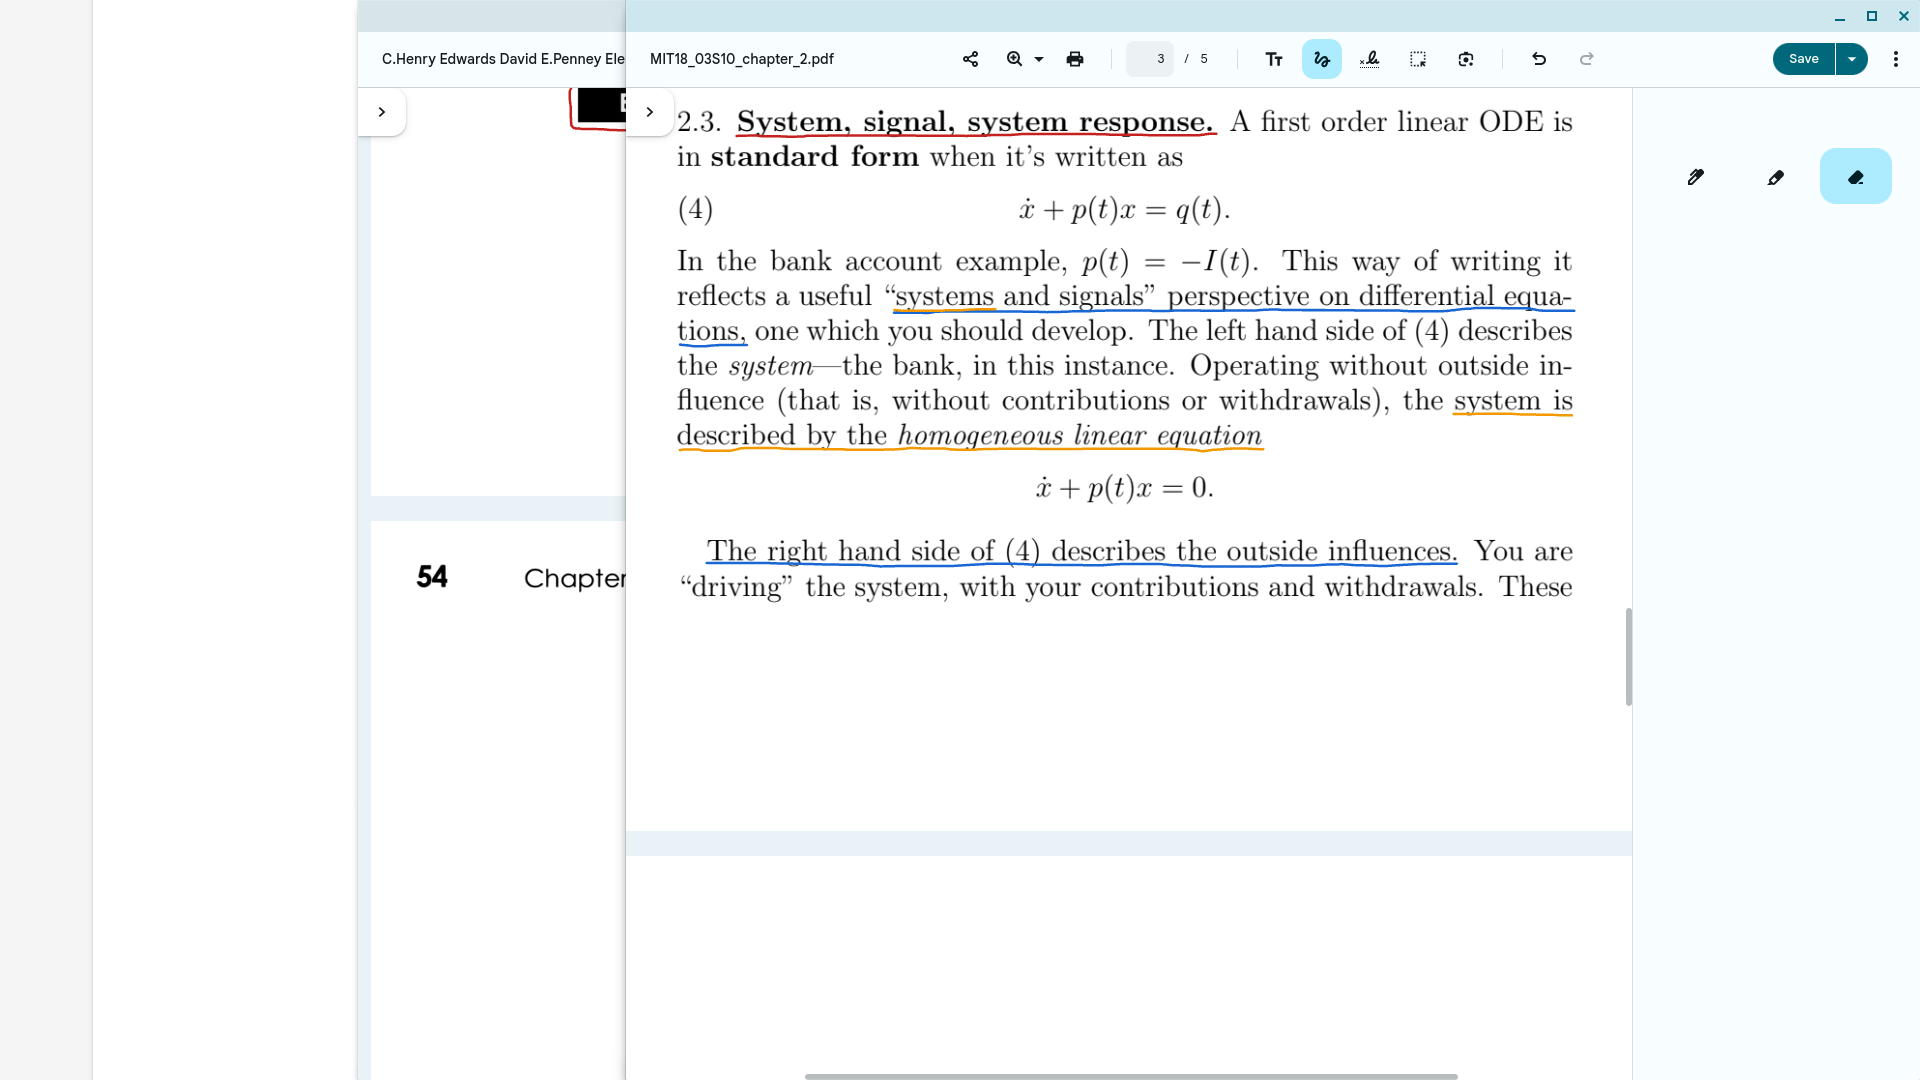 C.Henry Edwards David E.Penney Ele
MIT18_03S10_chapter_2.pdf
3 / 5
Save
2.3. System, signal, system response. A first order linear ODE is
in standard form when it's written as
(4) ẋ + p(t)x = q(t).
In the bank account example, p(t) = −I(t). This way of writing it
reflects a useful “systems and signals” perspective on differential equa-
tions, one which you should develop. The left hand side of (4) describes
the system—the bank, in this instance. Operating without outside in-
fluence (that is, without contributions or withdrawals), the system is
described by the homogeneous linear equation
ẋ + p(t)x = 0.
The right hand side of (4) describes the outside influences. You are
“driving” the system, with your contributions and withdrawals. These
54 Chapter